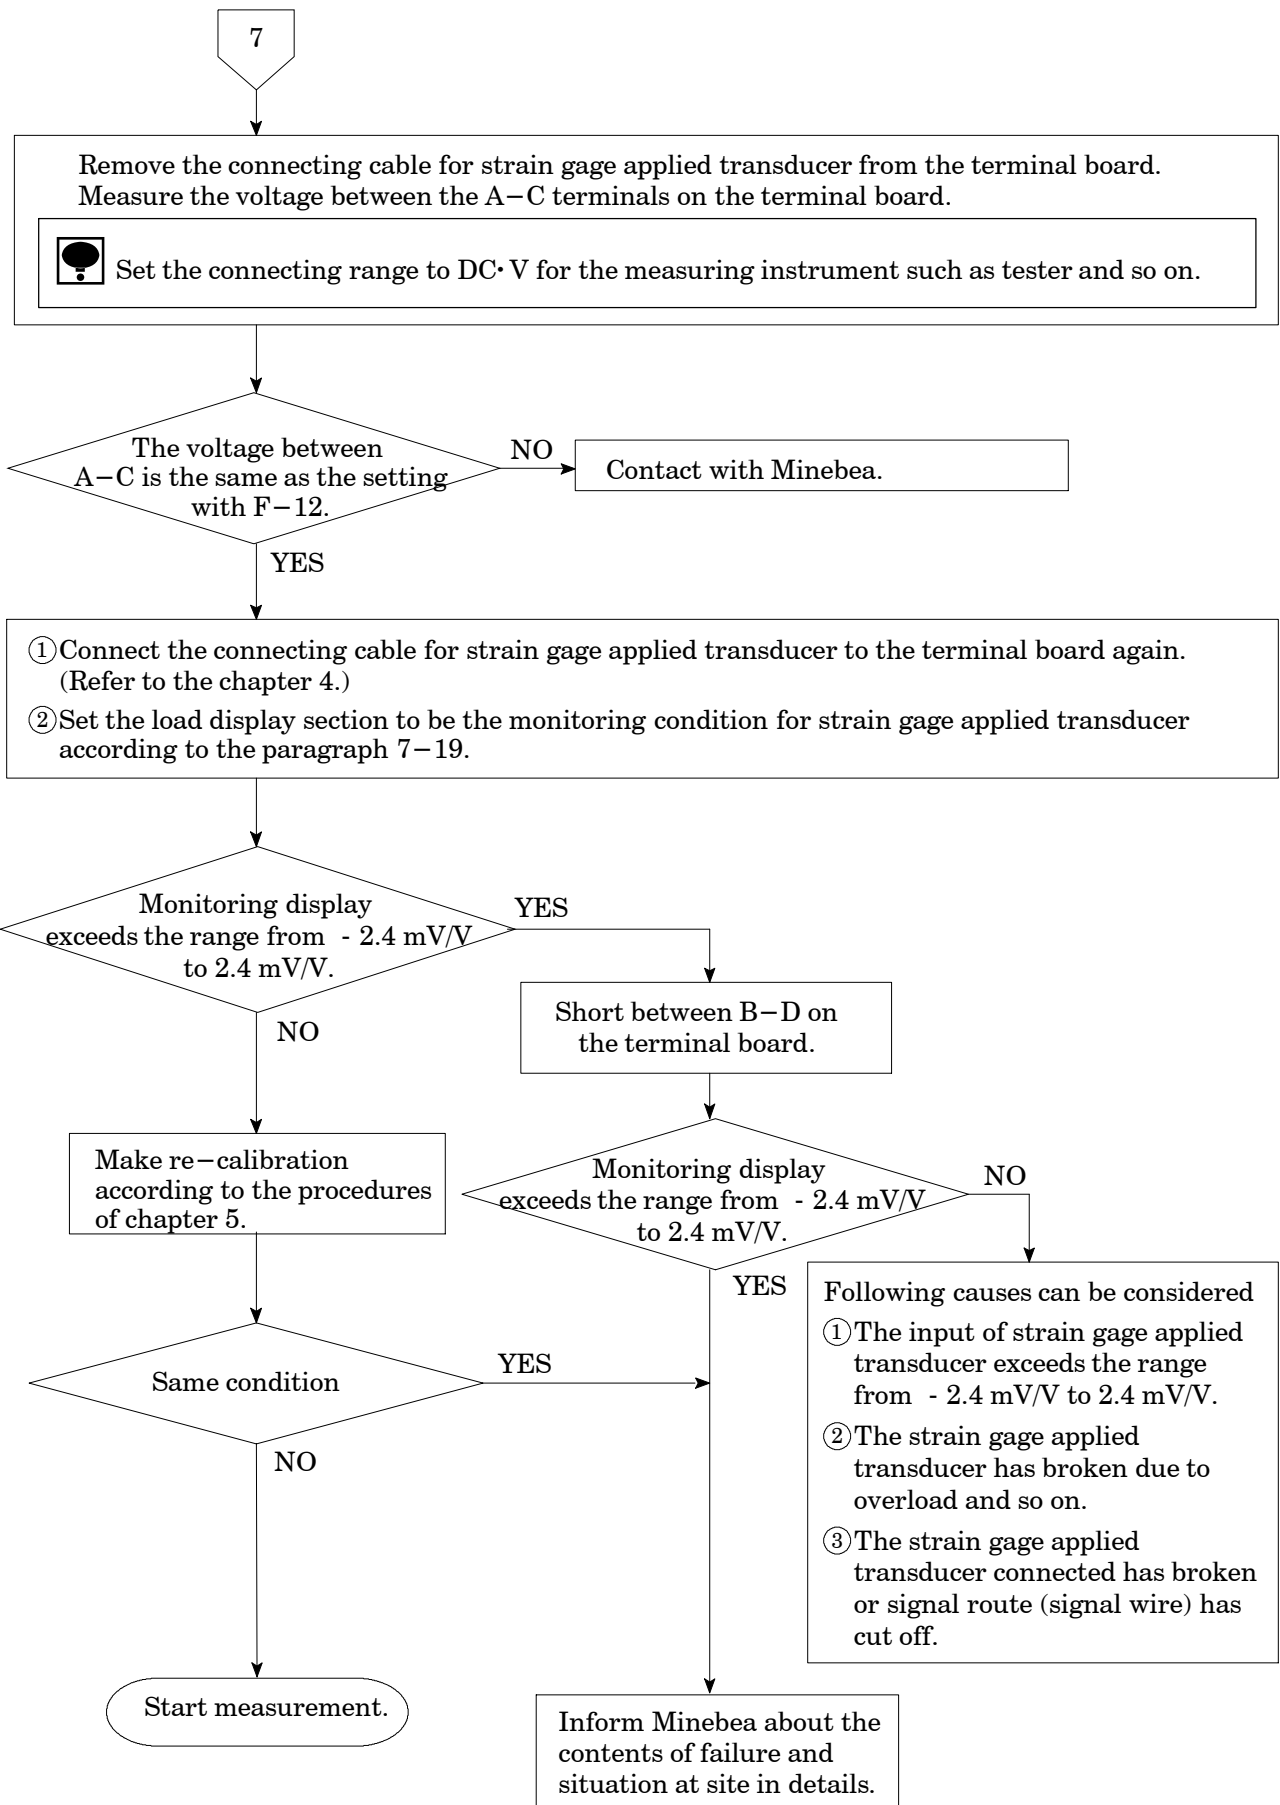 7
Remove the connecting cable for strain gage applied transducer from the terminal board.
Measure the voltage between the A−C terminals on the terminal board.
Set the connecting range to DC・V for the measuring instrument such as tester and so on.
The voltage between
A−C is the same as the setting
with F−12.
NO
Contact with Minebea.
YES
①Connect the connecting cable for strain gage applied transducer to the terminal board again.
(Refer to the chapter 4.)
②Set the load display section to be the monitoring condition for strain gage applied transducer
according to the paragraph 7−19.
Monitoring display
exceeds the range from - 2.4 mV/V
to 2.4 mV/V.
YES
NO
Short between B−D on
the terminal board.
Make re−calibration
according to the procedures
of chapter 5.
Monitoring display
exceeds the range from - 2.4 mV/V
to 2.4 mV/V.
NO
YES
Same condition
YES
NO
Following causes can be considered
①The input of strain gage applied
transducer exceeds the range
from - 2.4 mV/V to 2.4 mV/V.
②The strain gage applied
transducer has broken due to
overload and so on.
③The strain gage applied
transducer connected has broken
or signal route (signal wire) has
cut off.
Start measurement.
Inform Minebea about the
contents of failure and
situation at site in details.